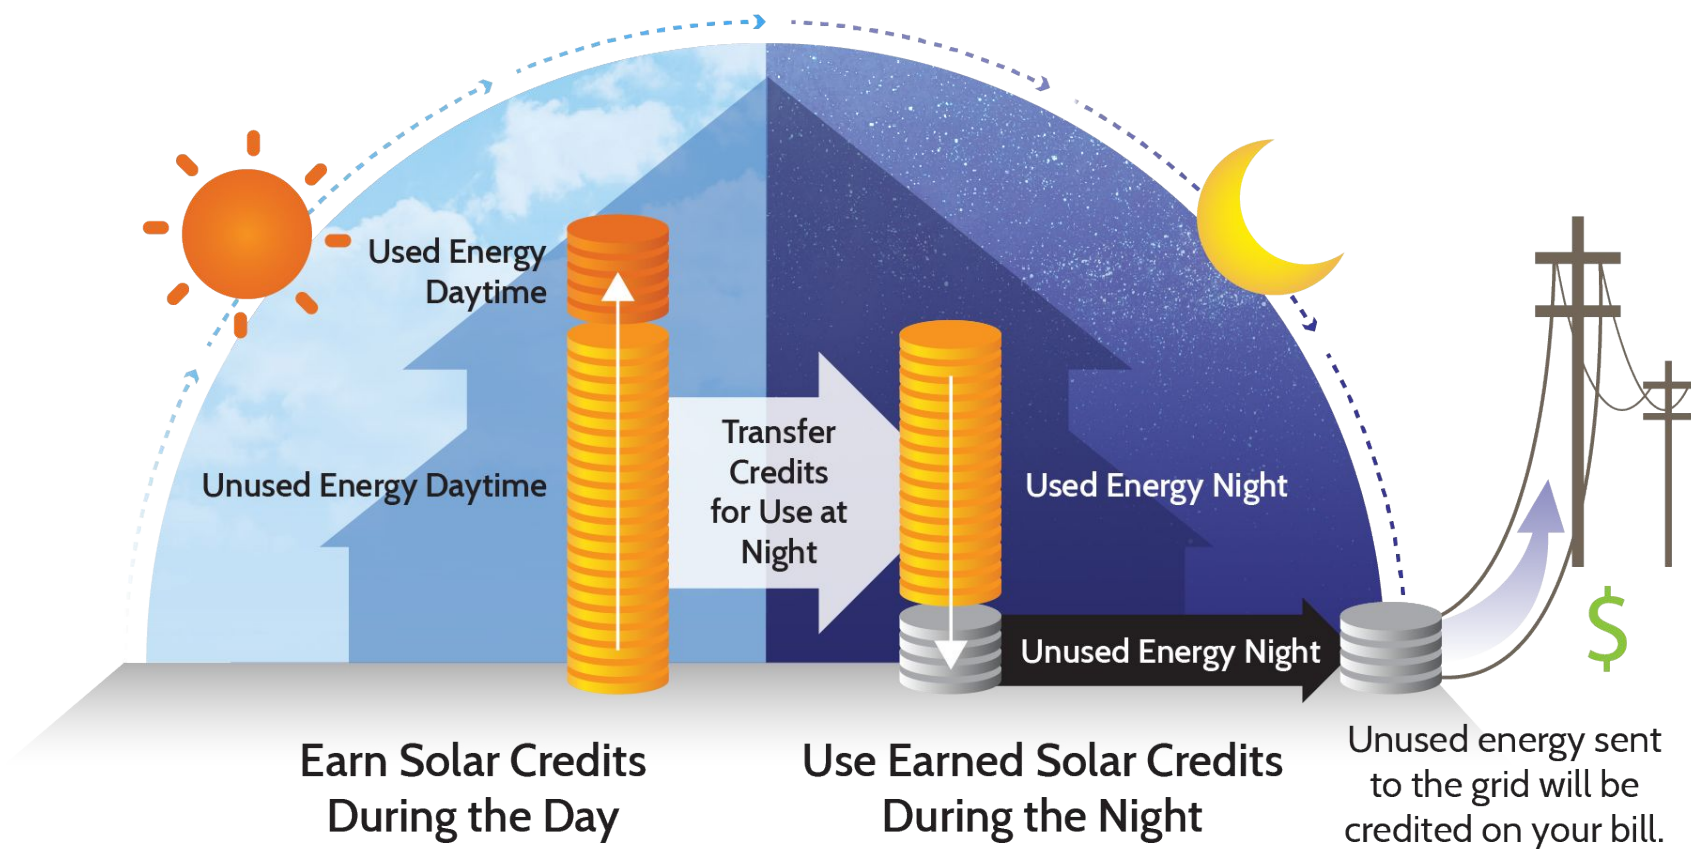 Used Energy
Daytime
Unused Energy Daytime
Transfer
Credits
for Use at
Night
Used Energy Night
Unused Energy Night
$
Earn Solar Credits
During the Day
Use Earned Solar Credits
During the Night
Unused energy sent
to the grid will be
credited on your bill.